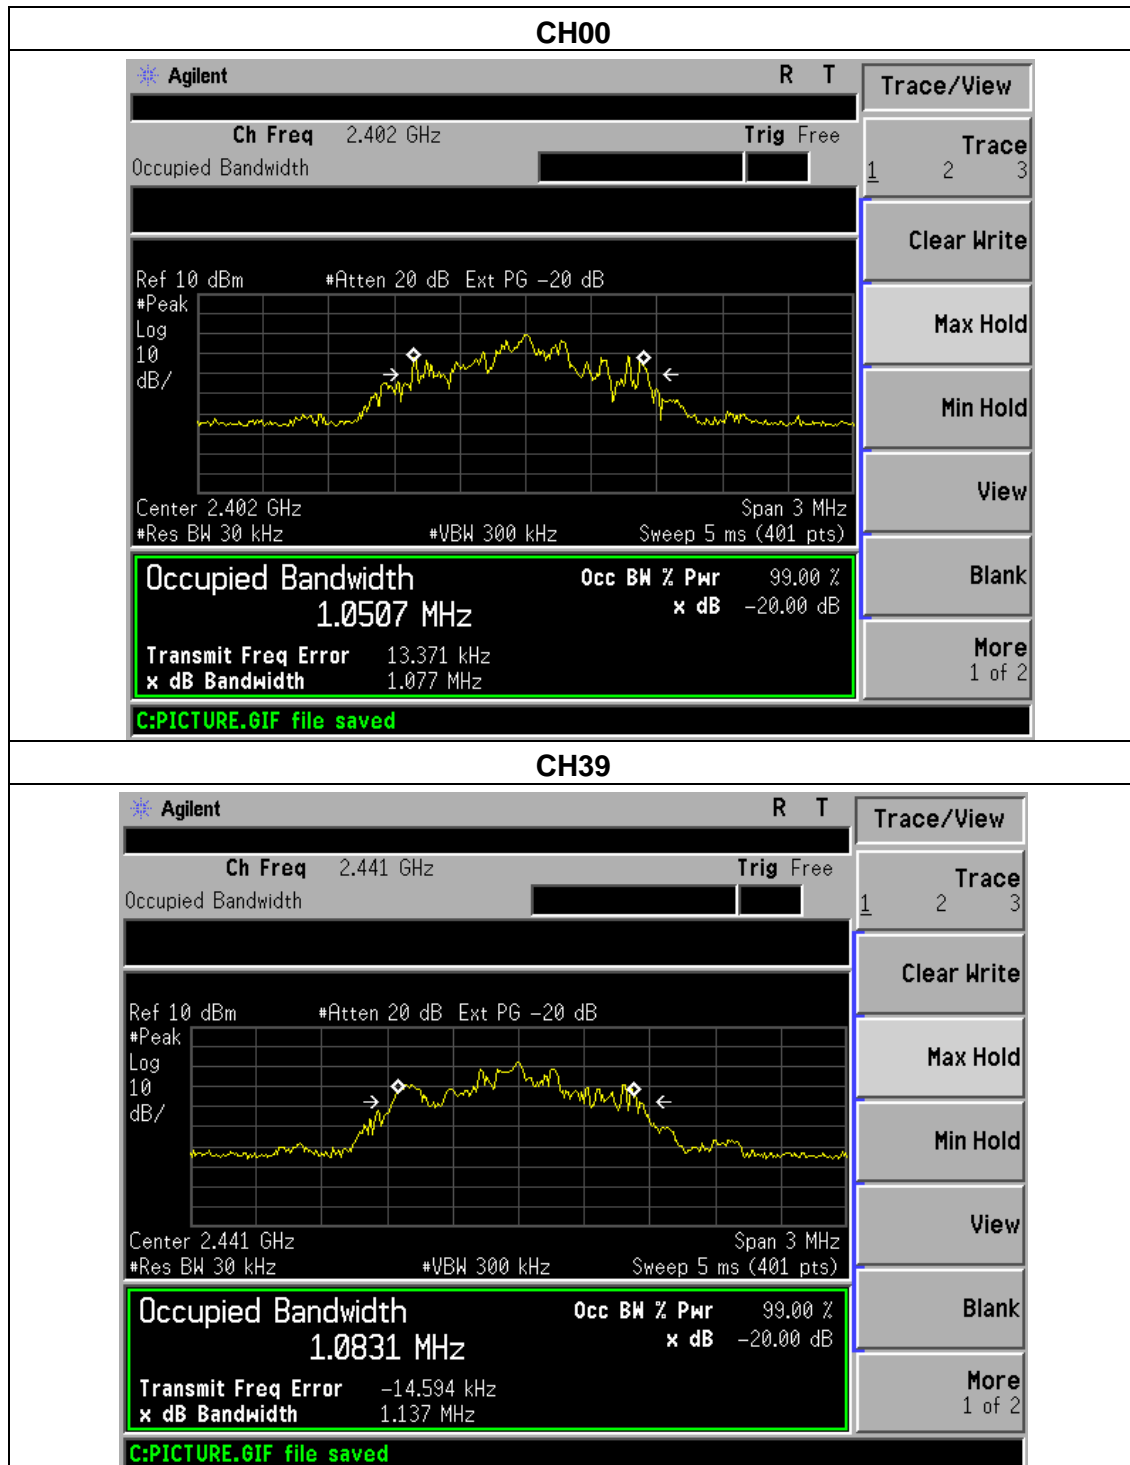 CH00
Agilent R T Trace/View
Ch Freq 2.402 GHz Trig Free
Occupied Bandwidth
Trace
1 2 3
Clear Write
Ref 10 dBm #Atten 20 dB Ext PG -20 dB
#Peak
Log
10
dB/
Max Hold
Min Hold
View
Center 2.402 GHz Span 3 MHz
#Res BW 30 kHz #VBW 300 kHz Sweep 5 ms (401 pts)
Occupied Bandwidth Occ BW % Pwr 99.00 %
1.0507 MHz x dB -20.00 dB
Blank
Transmit Freq Error 13.371 kHz
x dB Bandwidth 1.077 MHz
More
1 of 2
C:PICTURE.GIF file saved
CH39
Agilent R T Trace/View
Ch Freq 2.441 GHz Trig Free
Occupied Bandwidth
Trace
1 2 3
Clear Write
Ref 10 dBm #Atten 20 dB Ext PG -20 dB
#Peak
Log
10
dB/
Max Hold
Min Hold
View
Center 2.441 GHz Span 3 MHz
#Res BW 30 kHz #VBW 300 kHz Sweep 5 ms (401 pts)
Occupied Bandwidth Occ BW % Pwr 99.00 %
1.0831 MHz x dB -20.00 dB
Blank
Transmit Freq Error -14.594 kHz
x dB Bandwidth 1.137 MHz
More
1 of 2
C:PICTURE.GIF file saved